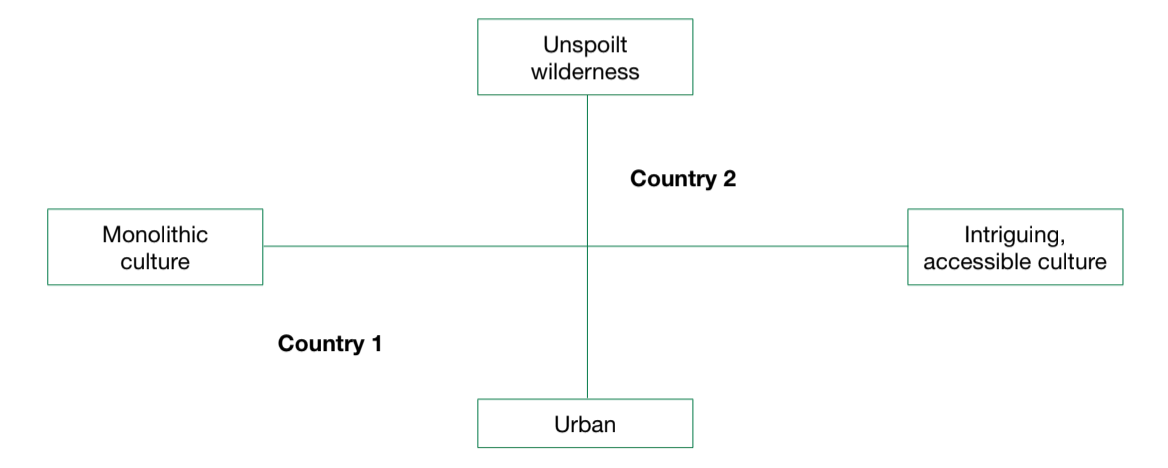 Unspoilt
wilderness
Country 2
Monolithic
culture
Intriguing,
accessible culture
Country 1
Urban